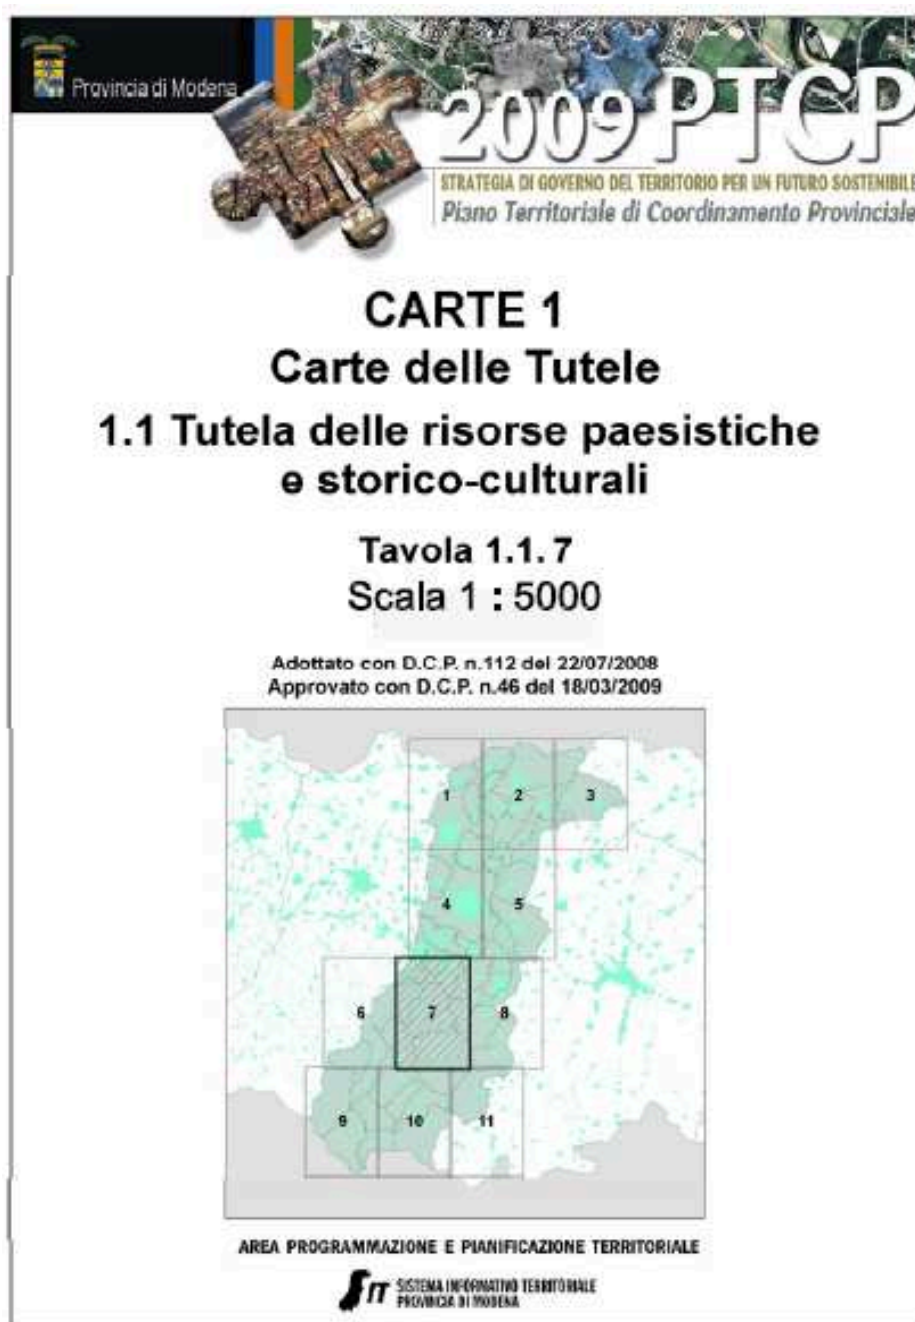 Provincia di Modena
2009 PTCP
STRATEGIA DI GOVERNO DEL TERRITORIO PER UN FUTURO SOSTENIBILE
Piano Territoriale di Coordinamento Provinciale
CARTE 1
Carte delle Tutele
1.1 Tutela delle risorse paesistiche
e storico-culturali
Tavola 1.1. 7
Scala 1 : 5000
Adottato con D.C.P. n.112 del 22/07/2008
Approvato con D.C.P. n.46 del 18/03/2009
1 2 3
4 5
6 7 8
9 10 11
AREA PROGRAMMAZIONE E PIANIFICAZIONE TERRITORIALE
SIT SISTEMA INFORMATIVO TERRITORIALE
PROVINCIA DI MODENA